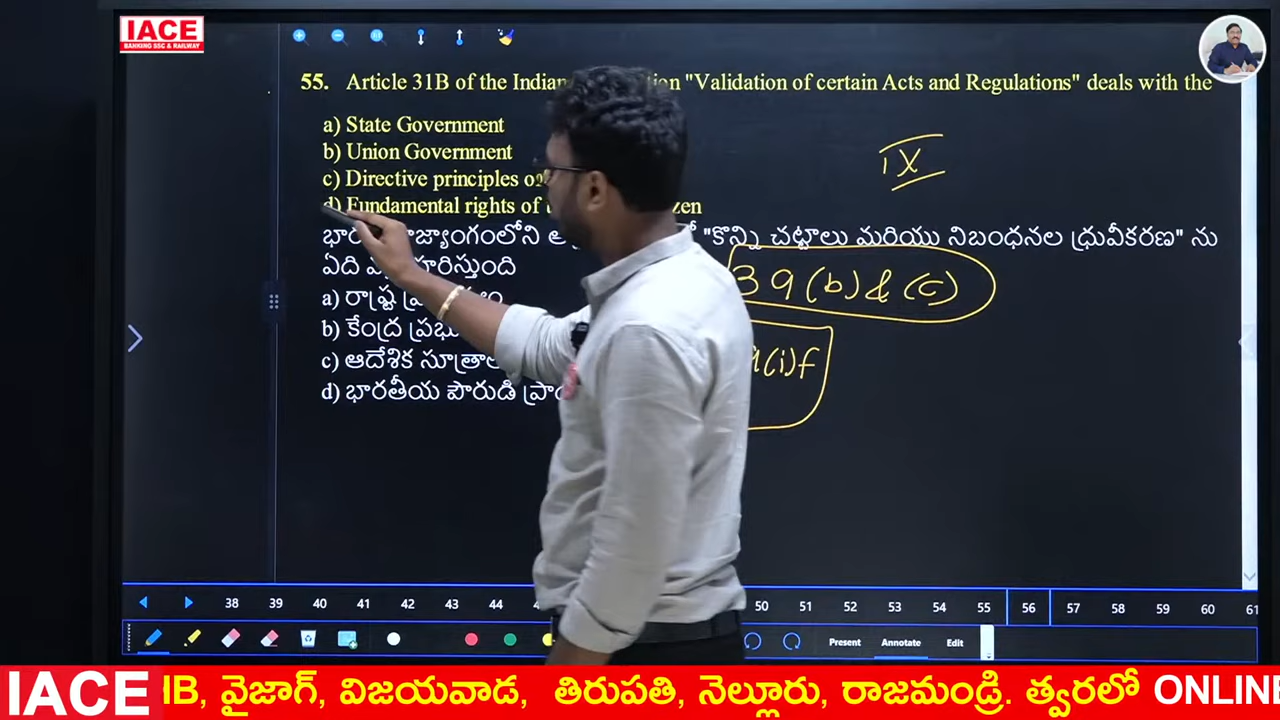 IACE
BANKING SSC & RAILWAY
55. Article 31B of the Indian "Validation of certain Acts and Regulations" deals with the
a) State Government
b) Union Government
c) Directive principles
d) Fundamental rights of
IX
రాజ్యాంగంలోని "కొన్ని చట్టాలు మరియు నిబంధనల ధ్రువీకరణ" ను
ఏది
39(b)&(c)
a) రాష్ట్ర
b) కేంద్ర
(i)f
c) ఆదేశిక
d) భారతీయ పౌరుడి
38 39 40 41 42 43 44 50 51 52 53 54 55 56 57 58 59 60 61
Present Annotate Edit
IACE IB, వైజాగ్, విజయవాడ, తిరుపతి, నెల్లూరు, రాజమండ్రి. త్వరలో ONLINE